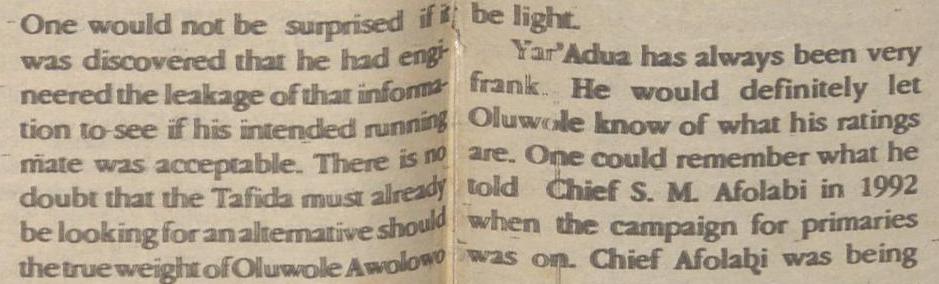 One would not be surprised if it
was discovered that he had engi-
neered the leakage of that informa-
tion to see if his intended running
mate was acceptable. There is no
doubt that the Tafida must already
be looking for an alternative should
the true weight of Oluwole Awolowo
be light.
Yar'Adua has always been very
frank. He would definitely let
Oluwole know of what his ratings
are. One could remember what he
told Chief S. M. Afolabi in 1992
when the campaign for primaries
was on. Chief Afolabi was being